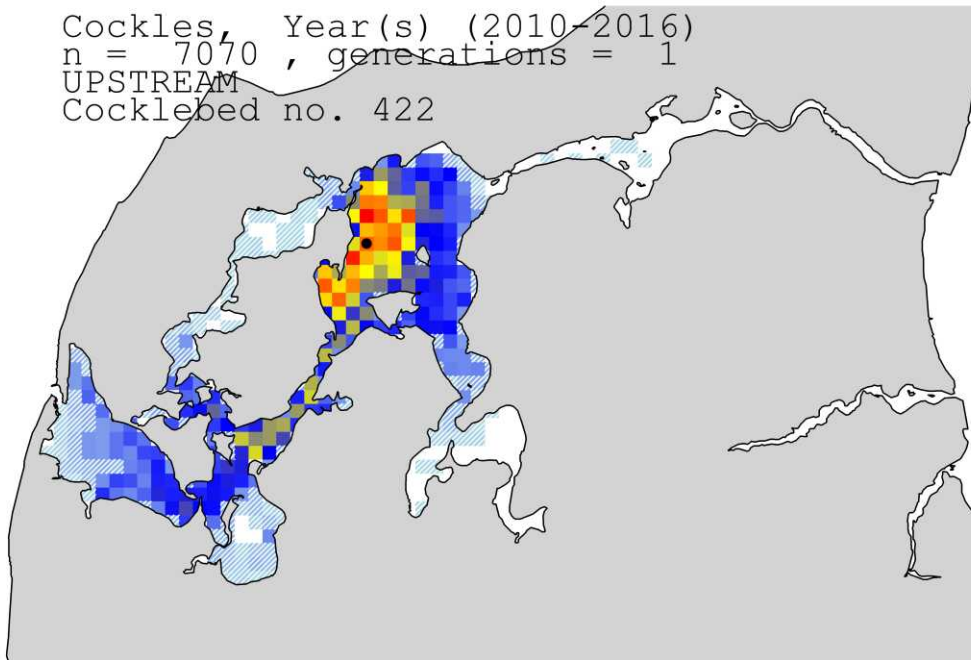 Cockles, Year(s) (2010-2016)
n = 7070 , generations = 1
UPSTREAM
Cocklebed no. 422